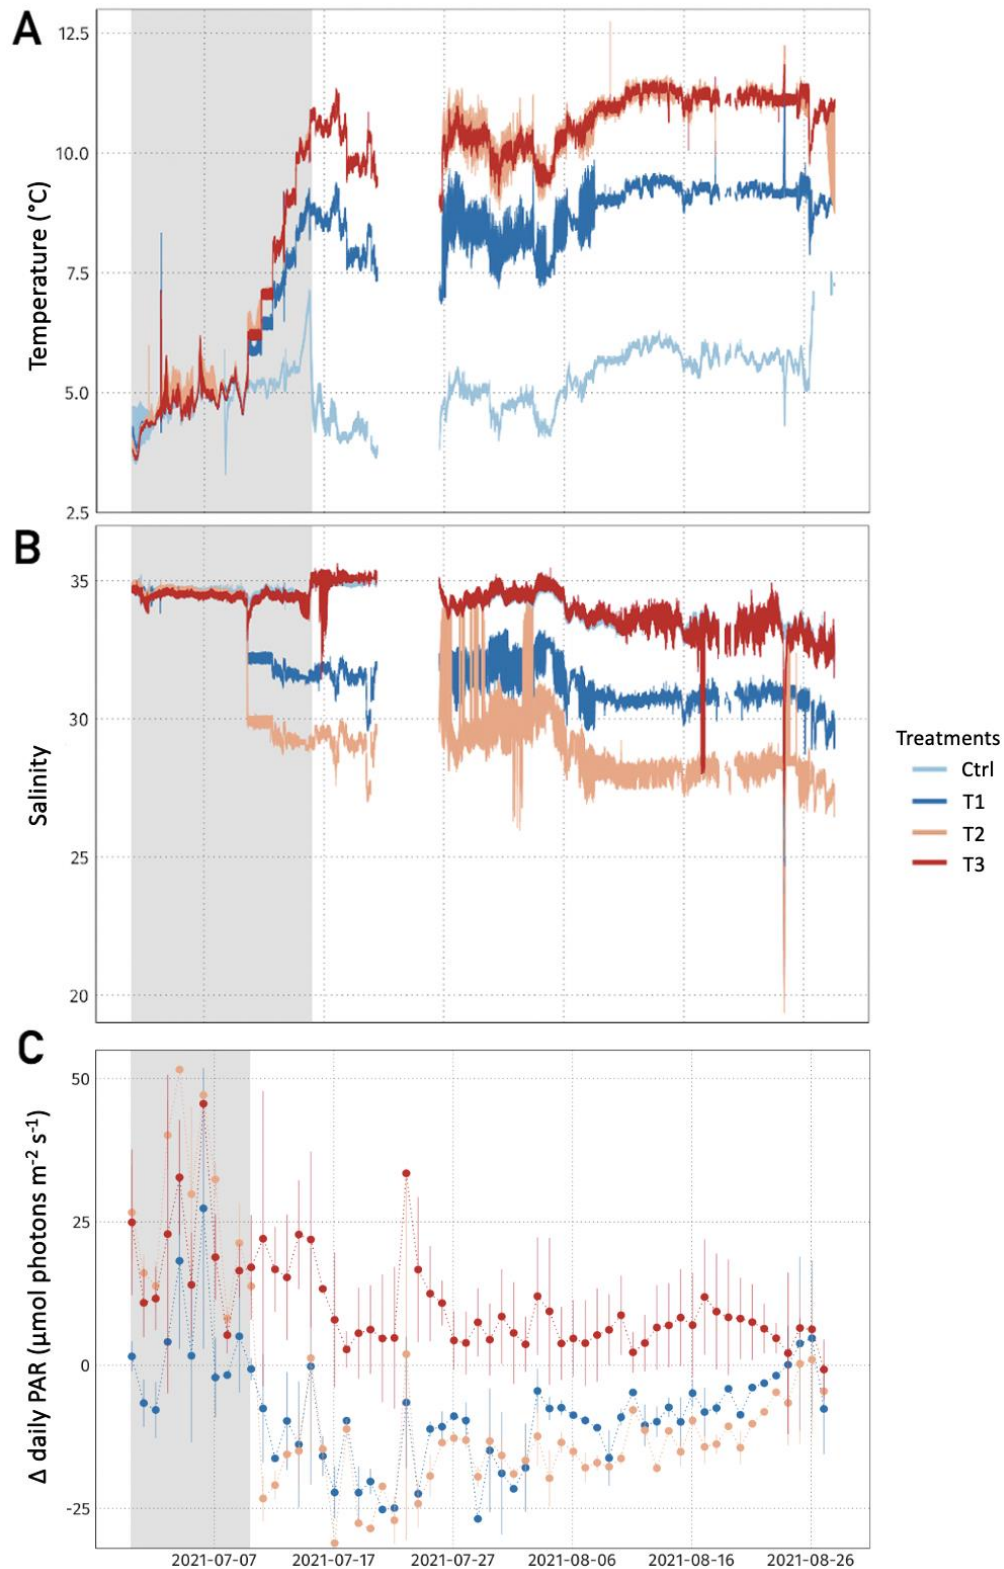 A
12.5
10.0
7.5
5.0
2.5
Temperature (°C)
B
35
30
25
20
Salinity
Treatments
Ctrl
T1
T2
T3
C
50
25
0
-25
Δ daily PAR (µmol photons m⁻² s⁻¹)
2021-07-07 2021-07-17 2021-07-27 2021-08-06 2021-08-16 2021-08-26